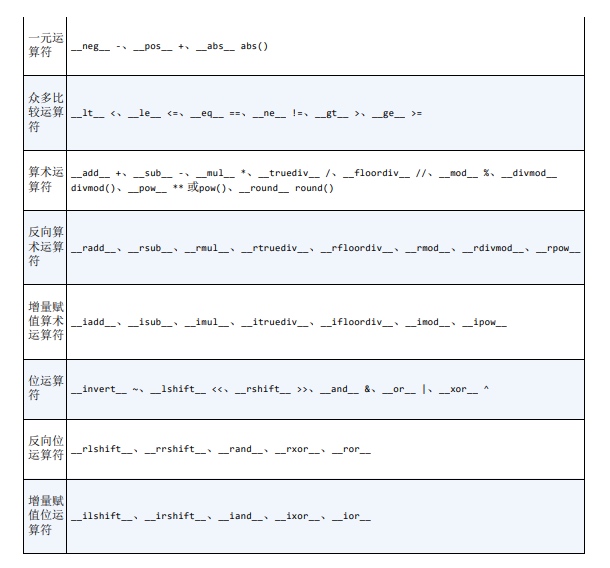 一元运
算符
__neg__ -、__pos__ +、__abs__ abs()
众多比
较运算
符
__lt__ <、__le__ <=、__eq__ ==、__ne__ !=、__gt__ >、__ge__ >=
算术运
算符
__add__ +、__sub__ -、__mul__ *、__truediv__ /、__floordiv__ //、__mod__ %、__divmod__
divmod()、__pow__ ** 或pow()、__round__ round()
反向算
术运算
符
__radd__、__rsub__、__rmul__、__rtruediv__、__rfloordiv__、__rmod__、__rdivmod__、__rpow__
增量赋
值算术
运算符
__iadd__、__isub__、__imul__、__itruediv__、__ifloordiv__、__imod__、__ipow__
位运算
符
__invert__ ~、__lshift__ <<、__rshift__ >>、__and__ &、__or__ |、__xor__ ^
反向位
运算符
__rlshift__、__rrshift__、__rand__、__rxor__、__ror__
增量赋
值位运
算符
__ilshift__、__irshift__、__iand__、__ixor__、__ior__